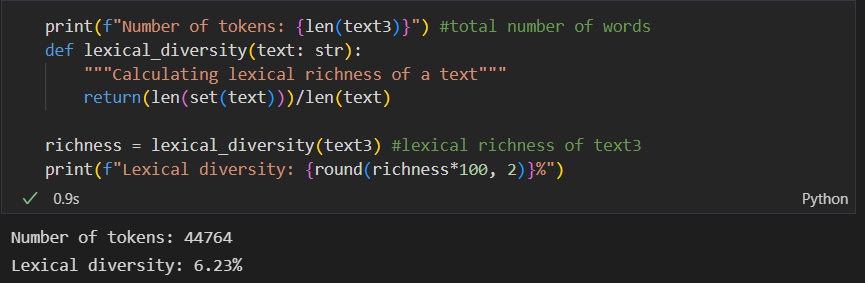 print(f"Number of tokens: {len(text3)}") #total number of words
def lexical_diversity(text: str):
    """Calculating lexical richness of a text"""
    return(len(set(text)))/len(text)

richness = lexical_diversity(text3) #lexical richness of text3
print(f"Lexical diversity: {round(richness*100, 2)}%")
✓ 0.9s Python
Number of tokens: 44764
Lexical diversity: 6.23%